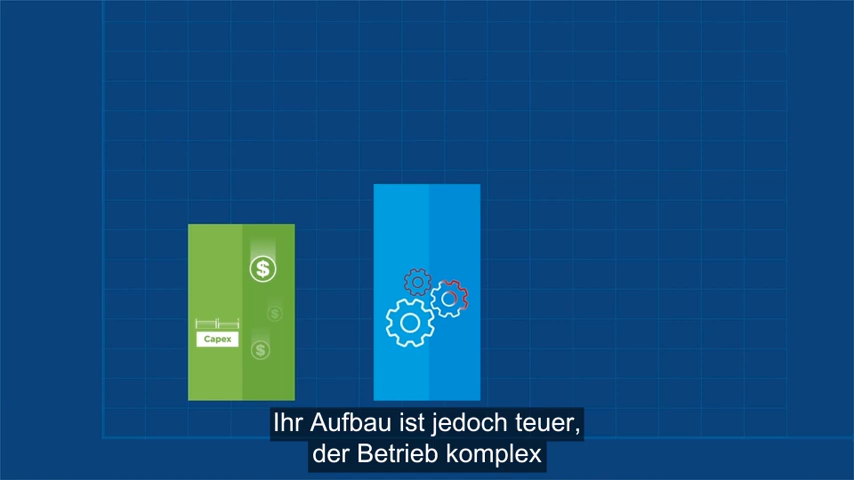 $
$
$
Capex
Ihr Aufbau ist jedoch teuer,
der Betrieb komplex